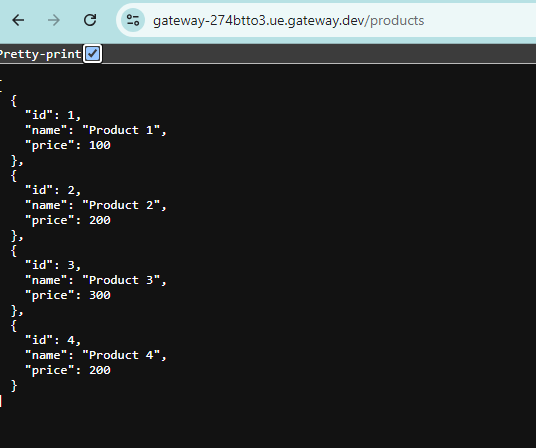 gateway-274btto3.ue.gateway.dev/products
Pretty-print
[
{
"id": 1,
"name": "Product 1",
"price": 100
},
{
"id": 2,
"name": "Product 2",
"price": 200
},
{
"id": 3,
"name": "Product 3",
"price": 300
},
{
"id": 4,
"name": "Product 4",
"price": 200
}
]